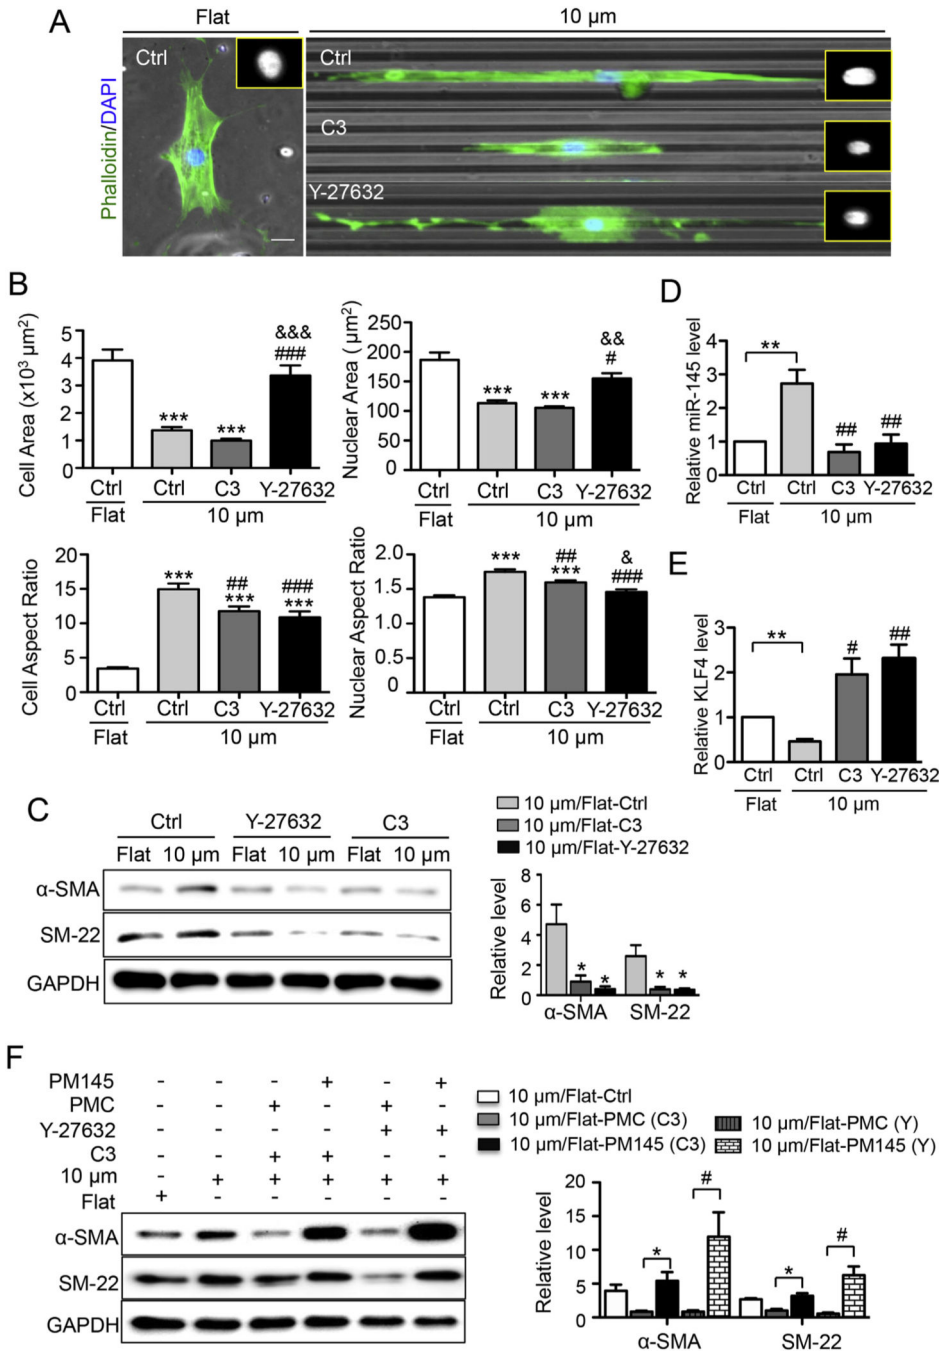 A
Flat
10 µm
Phalloidin/DAPI
Ctrl
Ctrl
C3
Y-27632
B
Cell Area (x10³ µm²)
5
4
3
2
1
0
***
***
&&&
###
Ctrl
Ctrl
C3
Y-27632
Flat
10 µm
Nuclear Area ( µm²)
250
200
150
100
50
0
***
***
&&
#
Ctrl
Ctrl
C3
Y-27632
Flat
10 µm
Cell Aspect Ratio
20
15
10
5
0
***
##
***
###
***
Ctrl
Ctrl
C3
Y-27632
Flat
10 µm
Nuclear Aspect Ratio
2.0
1.5
1.0
0.5
0
***
##
***
&
###
Ctrl
Ctrl
C3
Y-27632
Flat
10 µm
D
Relative miR-145 level
4
3
2
1
0
**
##
##
Ctrl
Ctrl
C3
Y-27632
Flat
10 µm
E
Relative KLF4 level
3
2
1
0
**
#
##
Ctrl
Ctrl
C3
Y-27632
Flat
10 µm
C
Ctrl
Y-27632
C3
Flat 10 µm Flat 10 µm Flat 10 µm
α-SMA
SM-22
GAPDH
10 µm/Flat-Ctrl
10 µm/Flat-C3
10 µm/Flat-Y-27632
Relative level
8
6
4
2
0
*
*
*
*
α-SMA
SM-22
F
PM145 - - - + - +
PMC - - + - + -
Y-27632 - - - - + +
C3 - - + + - -
10 µm - + + + + +
Flat + - - - - -
α-SMA
SM-22
GAPDH
10 µm/Flat-Ctrl
10 µm/Flat-PMC (C3)
10 µm/Flat-PM145 (C3)
10 µm/Flat-PMC (Y)
10 µm/Flat-PM145 (Y)
Relative level
20
15
10
5
0
*
#
*
#
α-SMA
SM-22